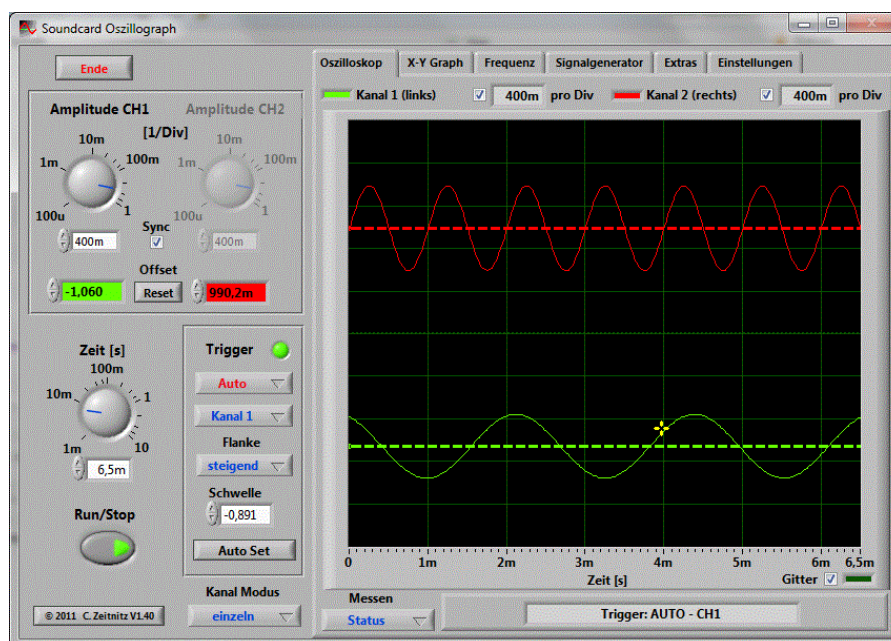 Soundcard Oszillograph
Ende
Amplitude CH1 Amplitude CH2
[1/Div]
10m 10m
1m 100m 1m 100m
100u 1 100u 1
Sync
400m 400m
Offset
-1,060 Reset 990,2m
Zeit [s]
100m
10m 1
1m 10
6,5m
Run/Stop
© 2011 C. Zeitnitz V1.40
Trigger
Auto
Kanal 1
Flanke
steigend
Schwelle
-0,891
Auto Set
Kanal Modus
einzeln
Oszilloskop X-Y Graph Frequenz Signalgenerator Extras Einstellungen
Kanal 1 (links) 400m pro Div Kanal 2 (rechts) 400m pro Div
0 1m 2m 3m 4m 5m 6m 6,5m
Zeit [s] Gitter
Messen
Status
Trigger: AUTO - CH1